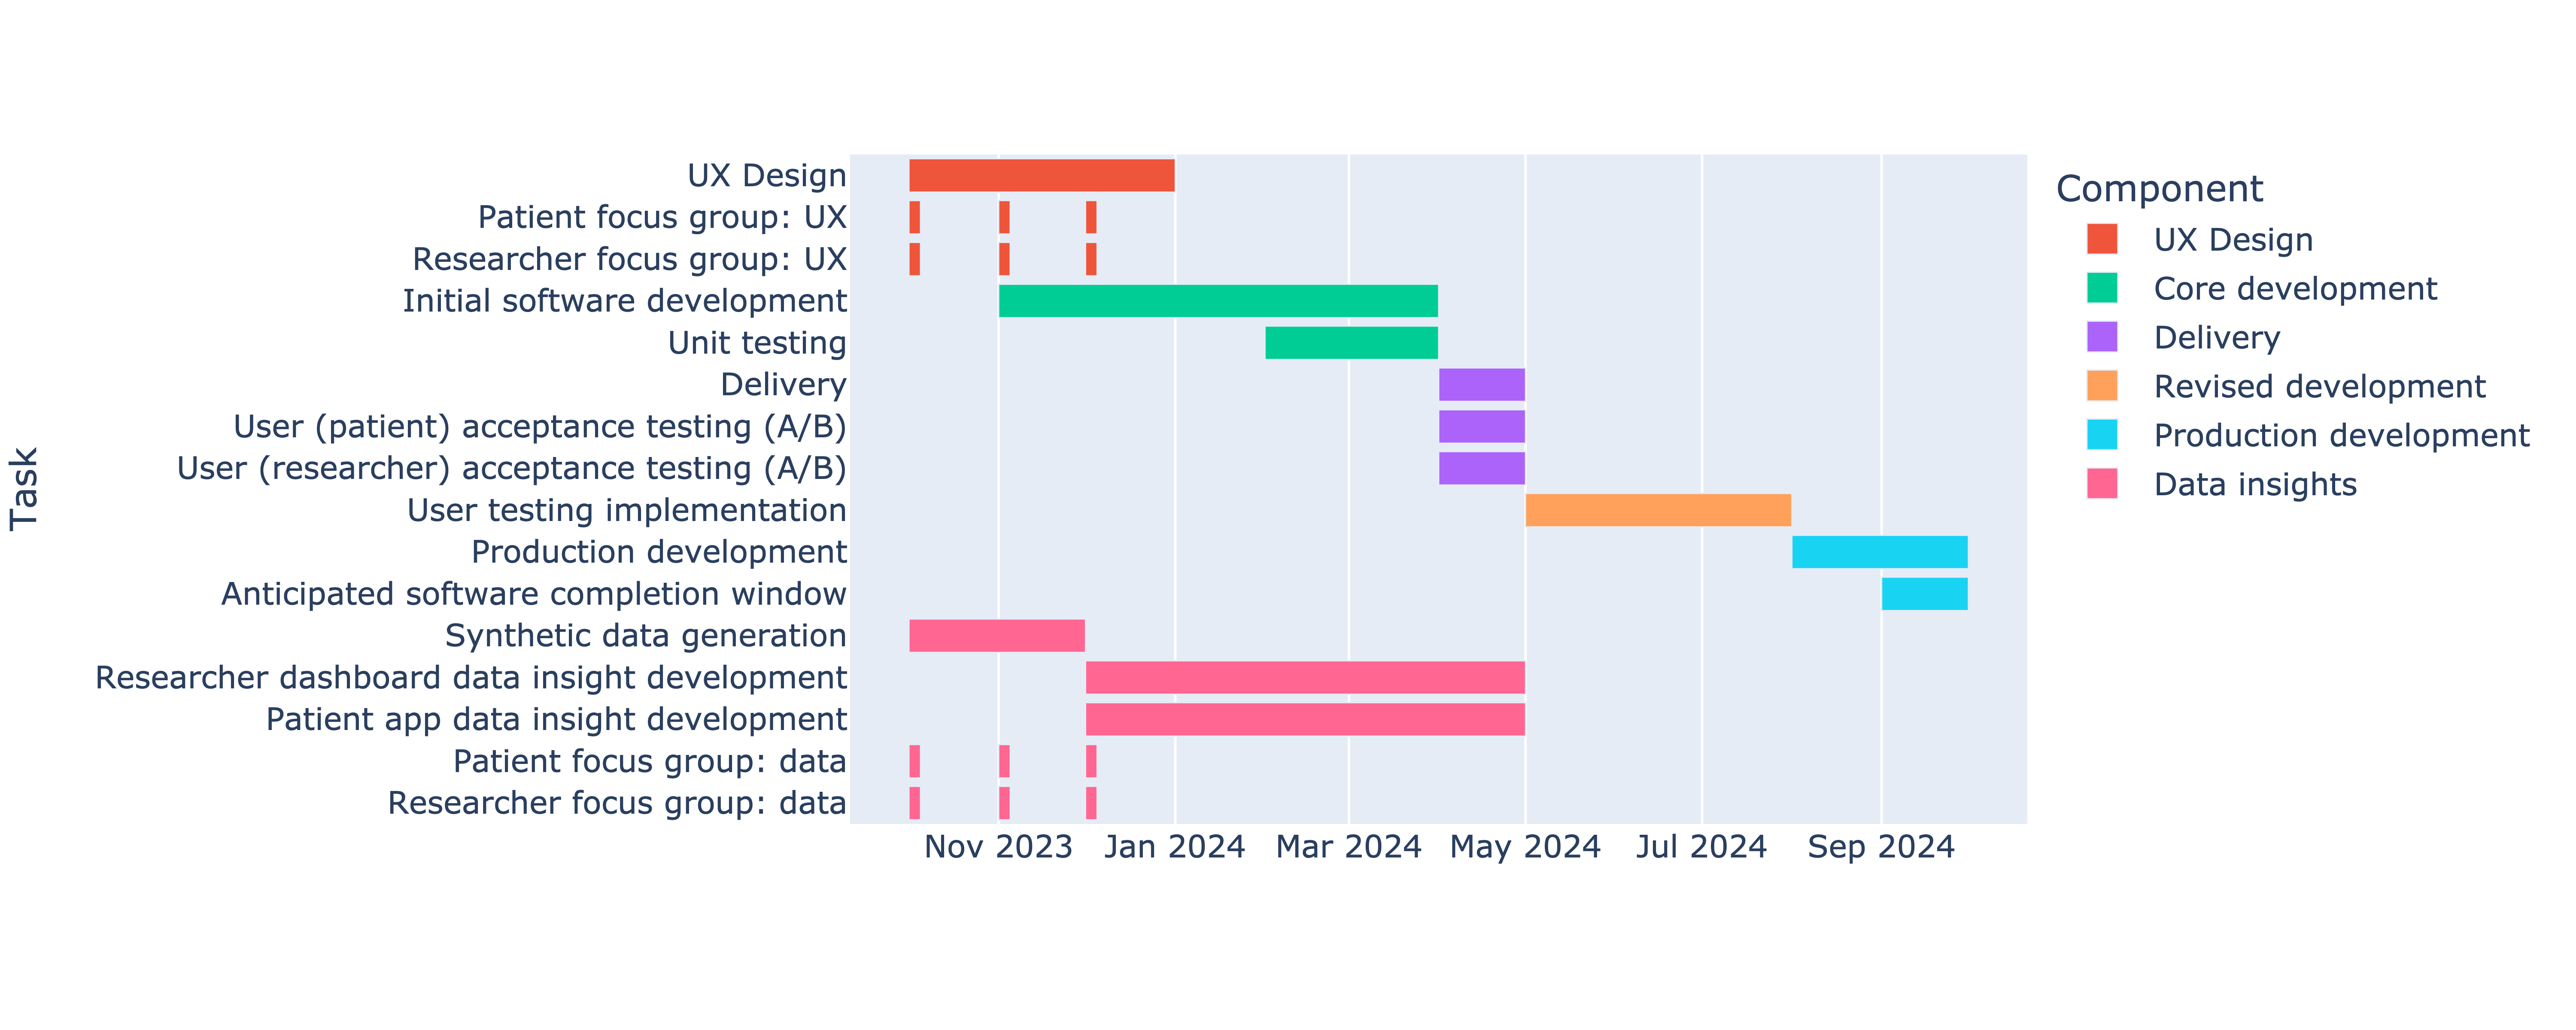 Task
UX Design
Patient focus group: UX
Researcher focus group: UX
Initial software development
Unit testing
Delivery
User (patient) acceptance testing (A/B)
User (researcher) acceptance testing (A/B)
User testing implementation
Production development
Anticipated software completion window
Synthetic data generation
Researcher dashboard data insight development
Patient app data insight development
Patient focus group: data
Researcher focus group: data
Nov 2023 Jan 2024 Mar 2024 May 2024 Jul 2024 Sep 2024
Component
UX Design
Core development
Delivery
Revised development
Production development
Data insights